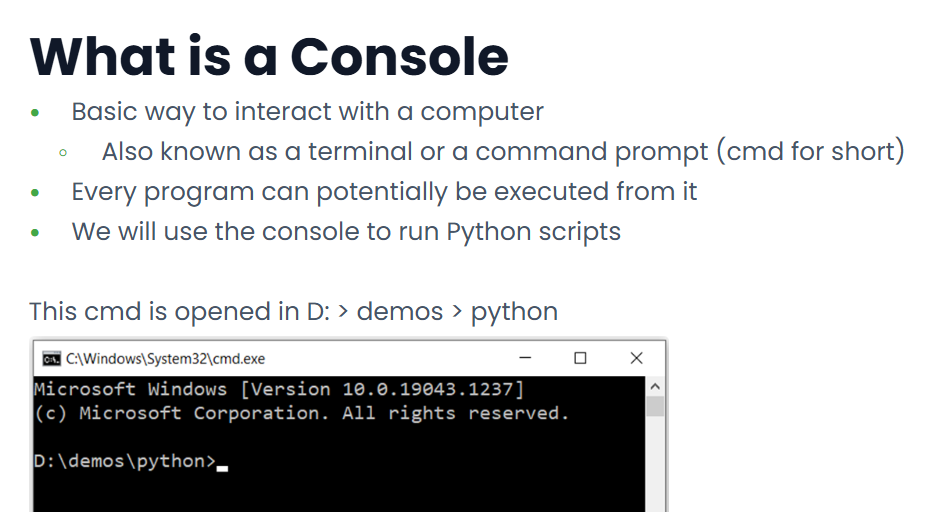 What is a Console
• Basic way to interact with a computer
◦ Also known as a terminal or a command prompt (cmd for short)
• Every program can potentially be executed from it
• We will use the console to run Python scripts
This cmd is opened in D: > demos > python
C:\Windows\System32\cmd.exe
Microsoft Windows [Version 10.0.19043.1237]
(c) Microsoft Corporation. All rights reserved.
D:\demos\python>